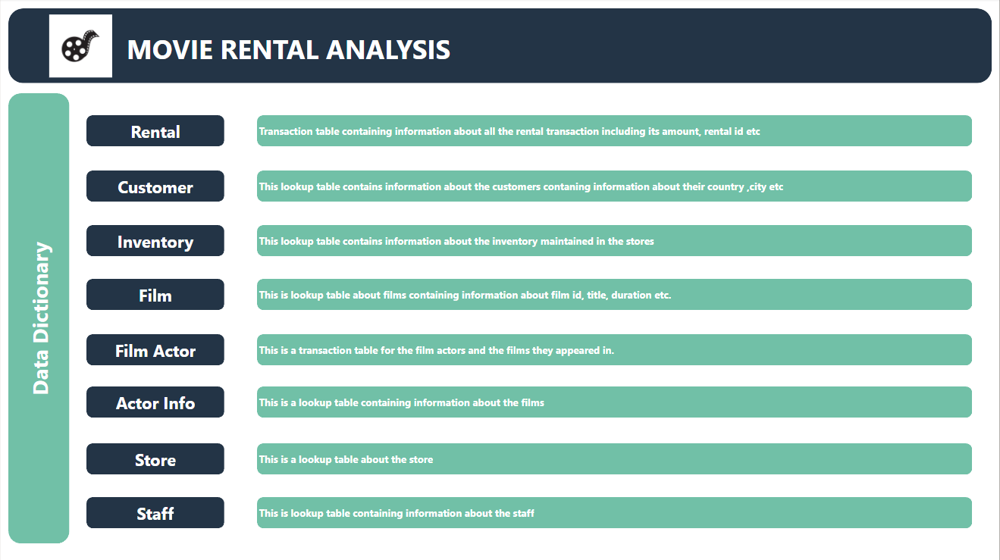 MOVIE RENTAL ANALYSIS
Data Dictionary
Rental
Transaction table containing information about all the rental transaction including its amount, rental id etc
Customer
This lookup table contains information about the customers contaning information about their country ,city etc
Inventory
This lookup table contains information about the inventory maintained in the stores
Film
This is lookup table about films containing information about film id, title, duration etc.
Film Actor
This is a transaction table for the film actors and the films they appeared in.
Actor Info
This is a lookup table containing information about the films
Store
This is a lookup table about the store
Staff
This is lookup table containing information about the staff